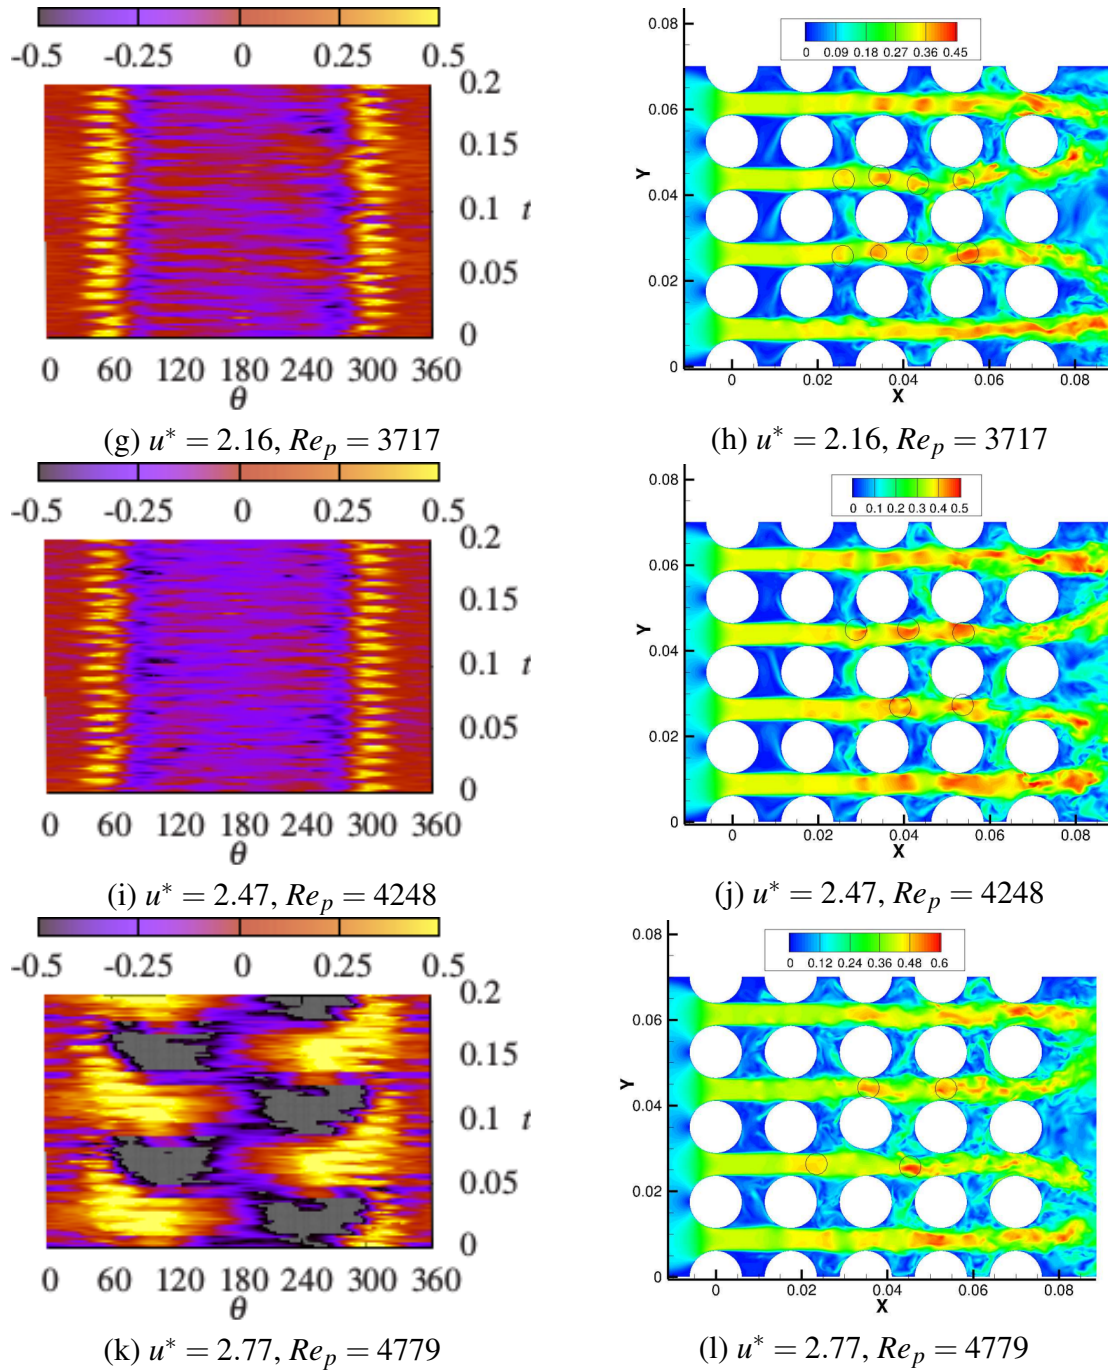 -0.5 -0.25 0 0.25 0.5
0.2
0.15
0.1 t
0.05
0
0 60 120 180 240 300 360
θ
(g) u* = 2.16, Re_p = 3717
0.08
0 0.09 0.18 0.27 0.36 0.45
0.06
Y
0.04
0.02
0
0 0.02 0.04 0.06 0.08
X
(h) u* = 2.16, Re_p = 3717
-0.5 -0.25 0 0.25 0.5
0.2
0.15
0.1 t
0.05
0
0 60 120 180 240 300 360
θ
(i) u* = 2.47, Re_p = 4248
0.08
0 0.1 0.2 0.3 0.4 0.5
0.06
Y
0.04
0.02
0
0 0.02 0.04 0.06 0.08
X
(j) u* = 2.47, Re_p = 4248
-0.5 -0.25 0 0.25 0.5
0.2
0.15
0.1 t
0.05
0
0 60 120 180 240 300 360
θ
(k) u* = 2.77, Re_p = 4779
0.08
0 0.12 0.24 0.36 0.48 0.6
0.06
Y
0.04
0.02
0
0.00 0.02 0.04 0.06 0.08
X
(l) u* = 2.77, Re_p = 4779